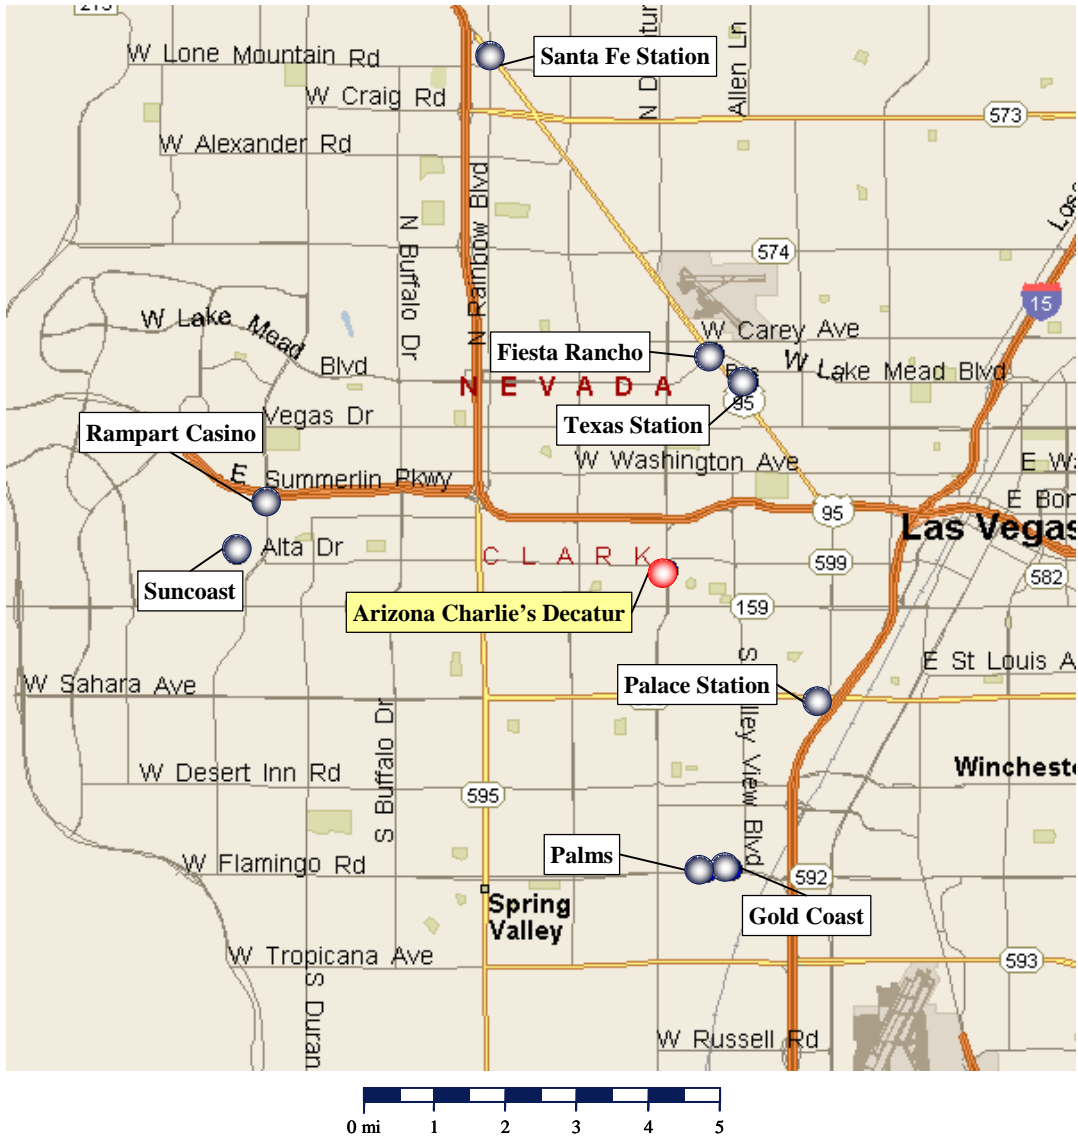 215
W Lone Mountain Rd
Santa Fe Station
Allen Ln
W Craig Rd
573
W Alexander Rd
N Rainbow Blvd
N Buffalo Dr
574
15
W Lake Mead Blvd
W Carey Ave
Fiesta Rancho
W Lake Mead Blvd
NEVADA
95
Vegas Dr
Texas Station
Rampart Casino
W Washington Ave
E Summerlin Pkwy
95
Las Vegas
Alta Dr
CLARK
599
582
Suncoast
Arizona Charlie's Decatur
159
E St Louis A
W Sahara Ave
Palace Station
S Valley View Blvd
S Buffalo Dr
W Desert Inn Rd
595
Wincheste
W Flamingo Rd
Palms
592
Gold Coast
Spring
Valley
W Tropicana Ave
593
S Duran
W Russell Rd
0 mi 1 2 3 4 5